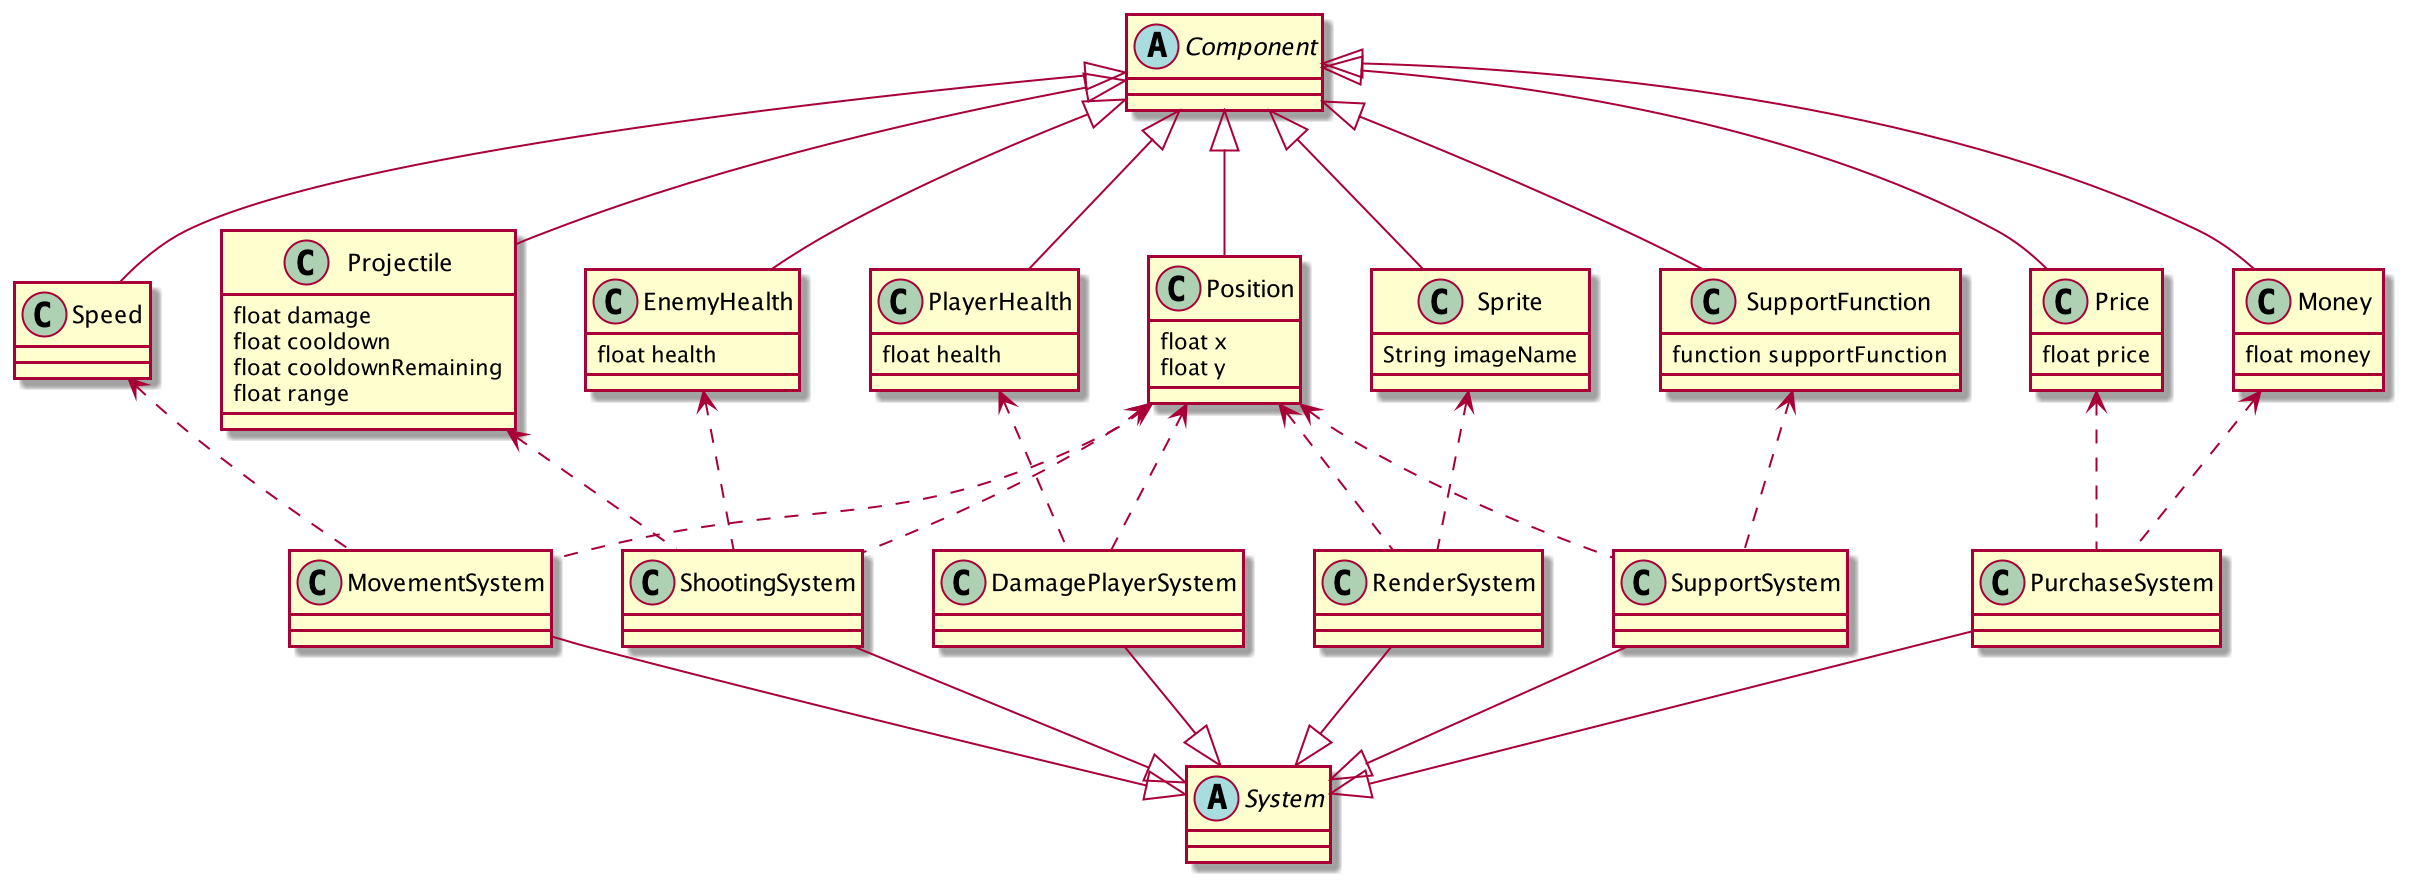 A Component
C Speed
C Projectile
float damage
float cooldown
float cooldownRemaining
float range
C EnemyHealth
float health
C PlayerHealth
float health
C Position
float x
float y
C Sprite
String imageName
C SupportFunction
function supportFunction
C Price
float price
C Money
float money
C MovementSystem
C ShootingSystem
C DamagePlayerSystem
C RenderSystem
C SupportSystem
C PurchaseSystem
A System